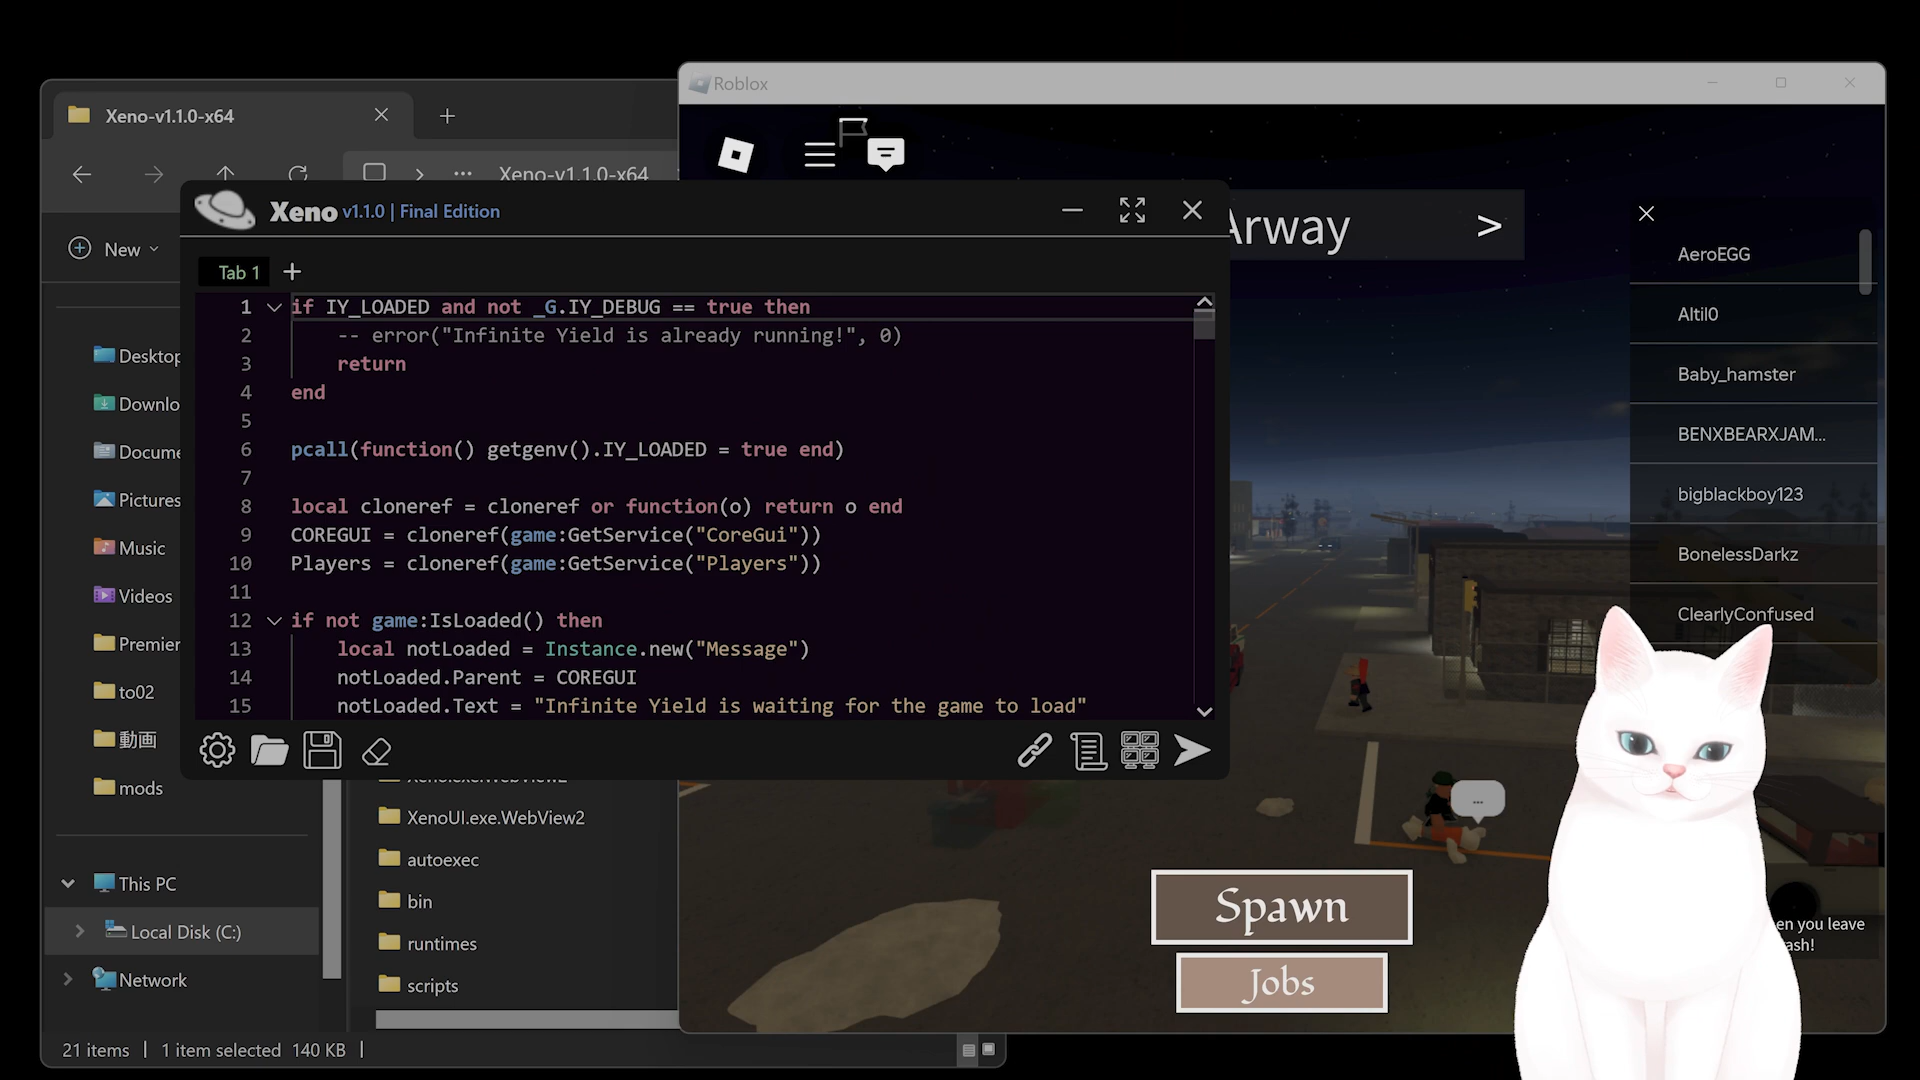 Xeno-v1.1.0-x64
Roblox
Xeno-v1.1.0-x64
New
Desktop
Downlo
Docume
Pictures
Music
Videos
Premier
to02
動画
mods
This PC
Local Disk (C:)
Network
Xeno v1.1.0 | Final Edition
Tab 1
1 if IY_LOADED and not _G.IY_DEBUG == true then
2 -- error("Infinite Yield is already running!", 0)
3 return
4 end
5
6 pcall(function() getgenv().IY_LOADED = true end)
7
8 local cloneref = cloneref or function(o) return o end
9 COREGUI = cloneref(game:GetService("CoreGui"))
10 Players = cloneref(game:GetService("Players"))
11
12 if not game:IsLoaded() then
13 local notLoaded = Instance.new("Message")
14 notLoaded.Parent = COREGUI
15 notLoaded.Text = "Infinite Yield is waiting for the game to load"
XenoUI.exe.WebView2
autoexec
bin
runtimes
scripts
21 items | 1 item selected 140 KB |
Arway >
AeroEGG
Altil0
Baby_hamster
BENXBEARXJAM...
bigblackboy123
BonelessDarkz
ClearlyConfused
...
Spawn
Jobs
en you leave
ash!